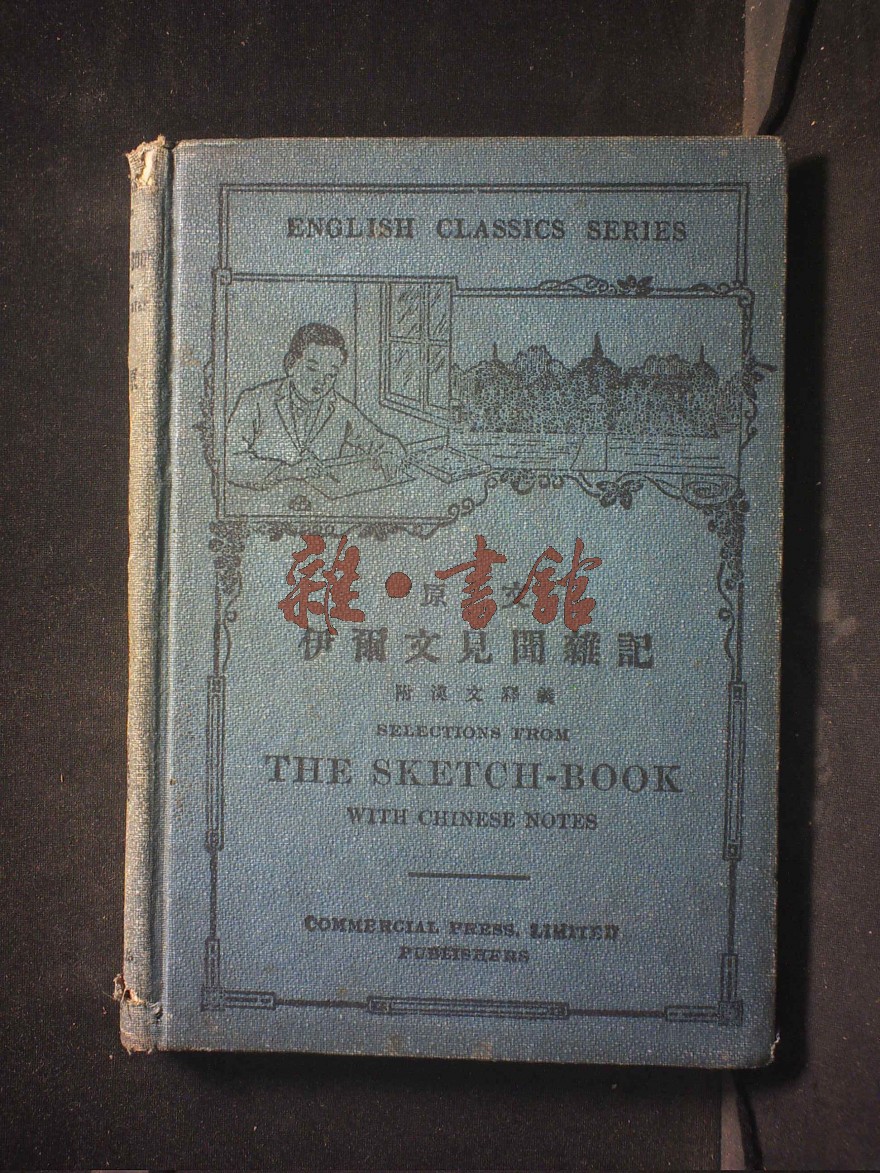 ENGLISH CLASSICS SERIES
雜·書館
原文
伊爾文見聞雜記
附漢文釋義
SELECTIONS FROM
THE SKETCH-BOOK
WITH CHINESE NOTES
COMMERCIAL PRESS, LIMITED
PUBLISHERS